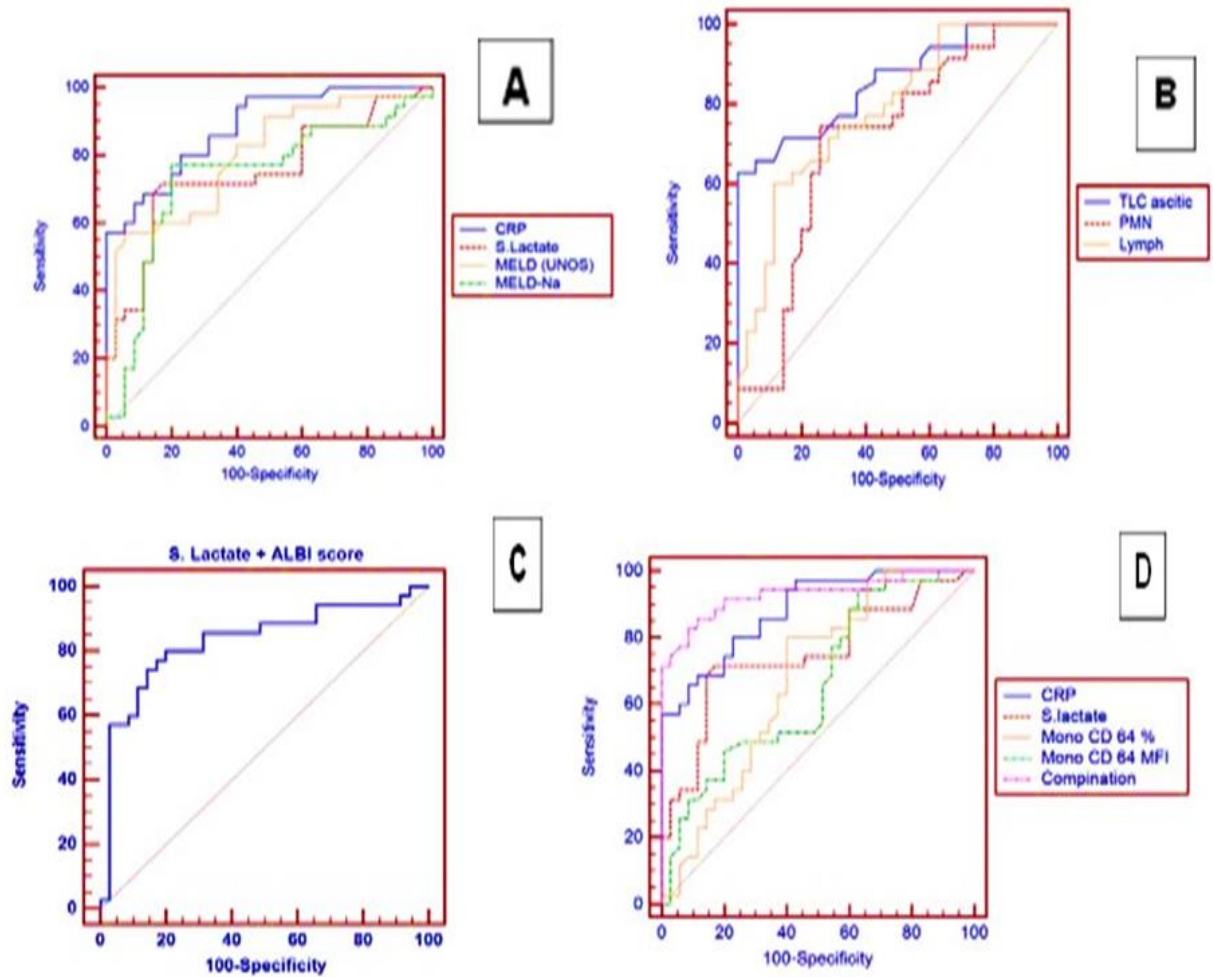 A
100
80
60
40
20
0
Sensitivity
0 20 40 60 80 100
100-Specificity
CRP
S.Lactate
MELD (UNOS)
MELD-Na
B
100
80
60
40
20
0
Sensitivity
0 20 40 60 80 100
100-Specificity
TLC ascitic
PMN
Lymph
C
S. Lactate + ALBI score
100
80
60
40
20
0
Sensitivity
0 20 40 60 80 100
100-Specificity
D
100
80
60
40
20
0
Sensitivity
0 20 40 60 80 100
100-Specificity
CRP
S.lactate
Mono CD 64 %
Mono CD 64 MFI
Compination